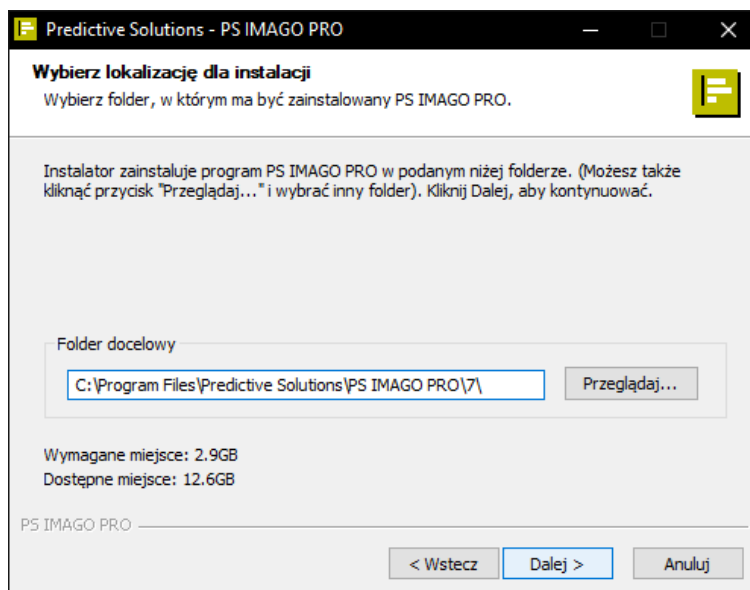 Predictive Solutions - PS IMAGO PRO
Wybierz lokalizację dla instalacji
Wybierz folder, w którym ma być zainstalowany PS IMAGO PRO.
Instalator zainstaluje program PS IMAGO PRO w podanym niżej folderze. (Możesz także
kliknąć przycisk "Przeglądaj..." i wybrać inny folder). Kliknij Dalej, aby kontynuować.
Folder docelowy
C:\Program Files\Predictive Solutions\PS IMAGO PRO\7\
Przeglądaj...
Wymagane miejsce: 2.9GB
Dostępne miejsce: 12.6GB
PS IMAGO PRO
< Wstecz
Dalej >
Anuluj